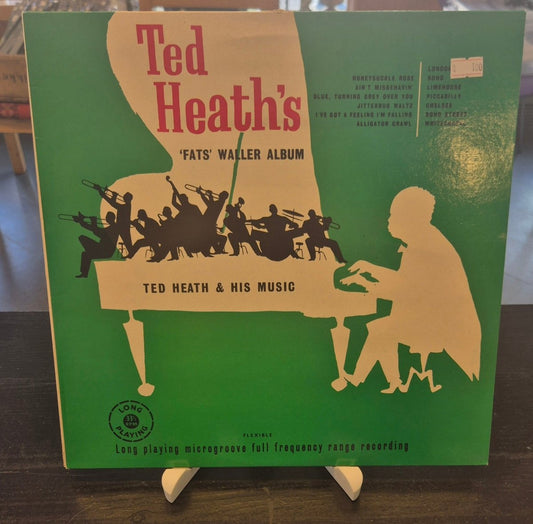 Ted
Heath's
'FATS' WALLER ALBUM
HONEYSUCKLE ROSE
AIN'T MISBEHAVIN'
BLUE, TURNING GREY OVER YOU
JITTERBUG WALTZ
I'VE GOT A FEELING I'M FALLING
ALLIGATOR CRAWL
SOHO
LIMEHOUSE
PICCADILLY
CHELSEA
BOND STREET
TED HEATH & HIS MUSIC
LONG
PLAYING
FLEXIBLE
Long playing microgroove full frequency range recording